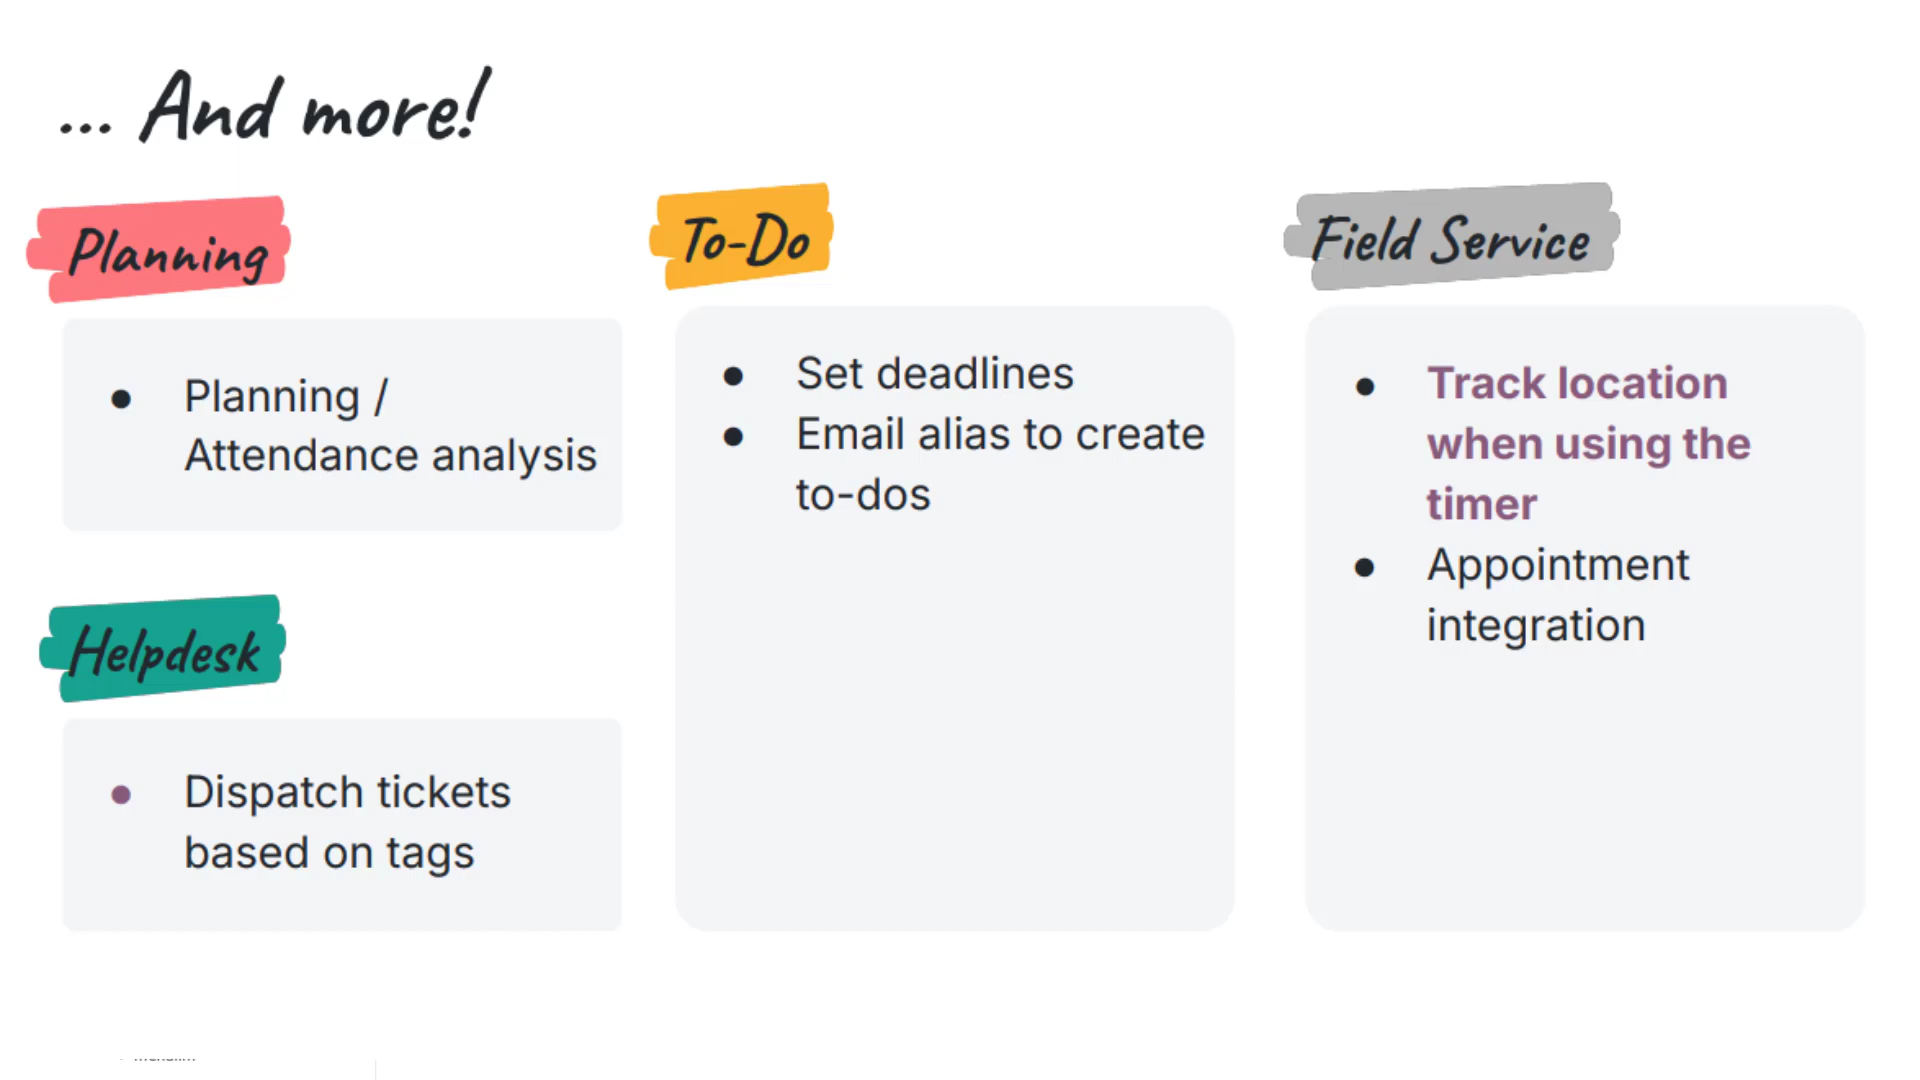 ... And more!
Planning
● Planning /
Attendance analysis
Helpdesk
● Dispatch tickets
based on tags
To-Do
● Set deadlines
● Email alias to create
to-dos
Field Service
● Track location
when using the
timer
● Appointment
integration